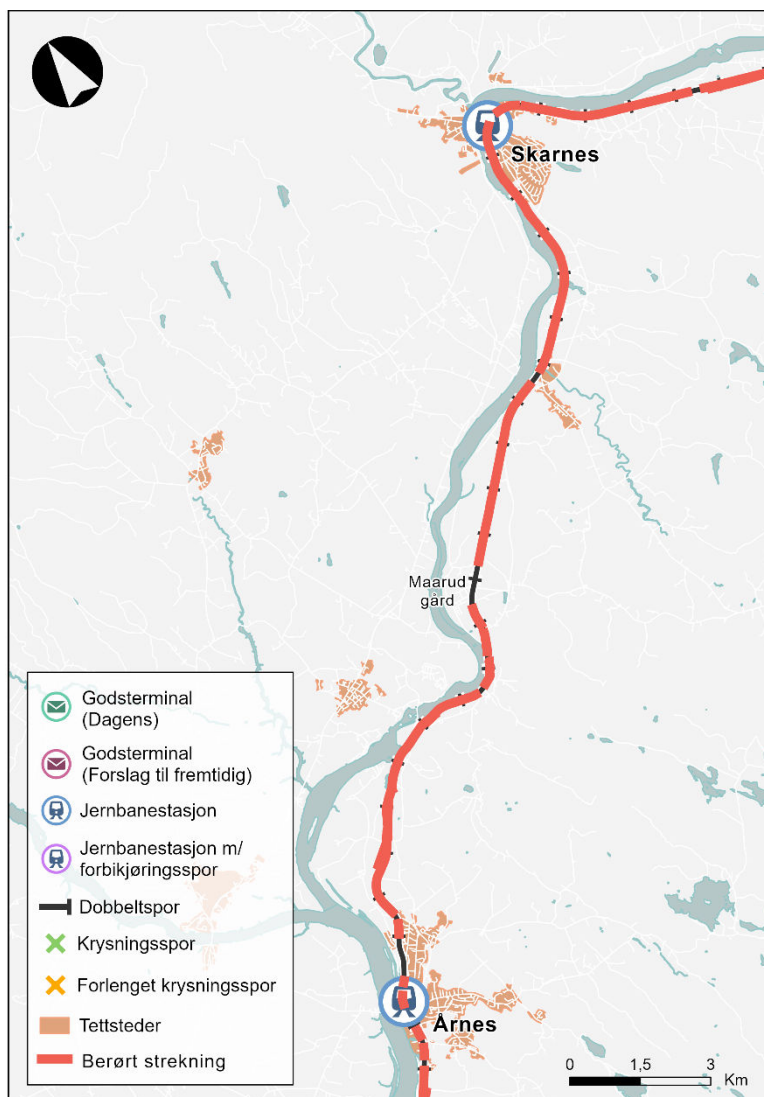 Skarnes
Maarud
gård
Godsterminal
(Dagens)
Godsterminal
(Forslag til fremtidig)
Jernbanestasjon
Jernbanestasjon m/
forbikjøringsspor
Dobbeltspor
Krysningsspor
Forlenget krysningsspor
Tettsteder
Berørt strekning
Årnes
0 1,5 3
Km